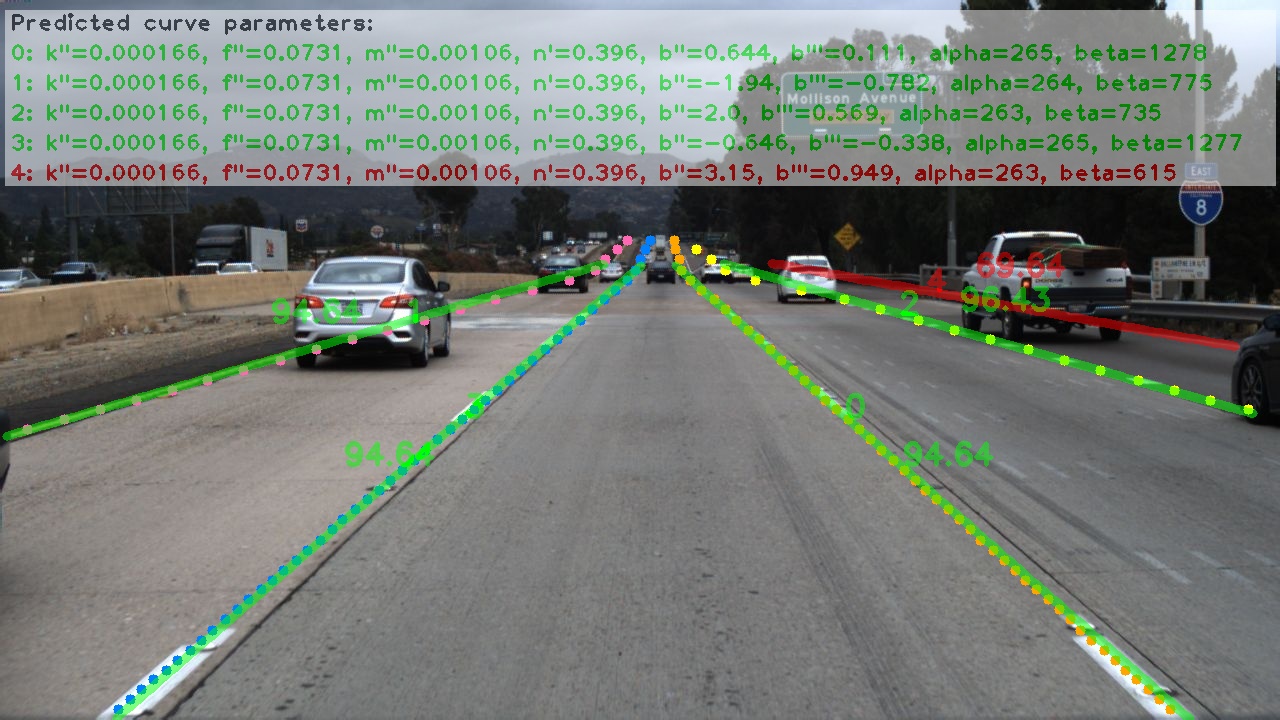 Predicted curve parameters:
0: k"=0.000166, f"=0.0731, m"=0.00106, n'=0.396, b"=0.644, b'''=0.111, alpha=265, beta=1278
1: k"=0.000166, f"=0.0731, m"=0.00106, n'=0.396, b"=-1.94, b'''=-0.782, alpha=264, beta=775
2: k"=0.000166, f"=0.0731, m"=0.00106, n'=0.396, b"=2.0, b'''=0.569, alpha=263, beta=735
3: k"=0.000166, f"=0.0731, m"=0.00106, n'=0.396, b"=-0.646, b'''=-0.338, alpha=265, beta=1277
4: k"=0.000166, f"=0.0731, m"=0.00106, n'=0.396, b"=3.15, b'''=0.949, alpha=263, beta=615
Mollison Avenue
EAST
INTERSTATE
8
4
69.64
2
96.43
94.64
0
94.64
94.64